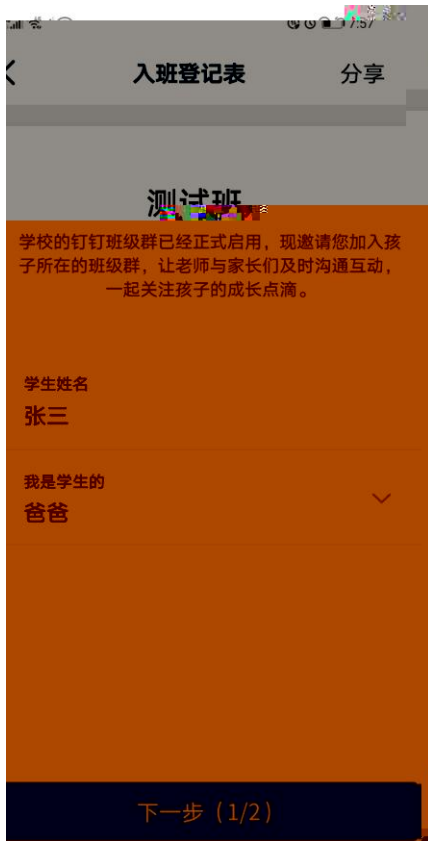 7:57
入班登记表
分享
测试班
学校的钉钉班级群已经正式启用，现邀请您加入孩
子所在的班级群，让老师与家长们及时沟通互动，
一起关注孩子的成长点滴。
学生姓名
张三
我是学生的
爸爸
下一步（1/2）